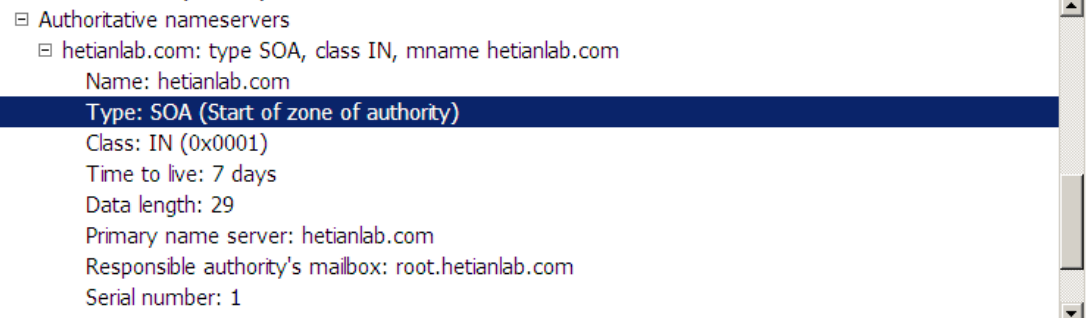 Authoritative nameservers
hetianlab.com: type SOA, class IN, mname hetianlab.com
Name: hetianlab.com
Type: SOA (Start of zone of authority)
Class: IN (0x0001)
Time to live: 7 days
Data length: 29
Primary name server: hetianlab.com
Responsible authority's mailbox: root.hetianlab.com
Serial number: 1